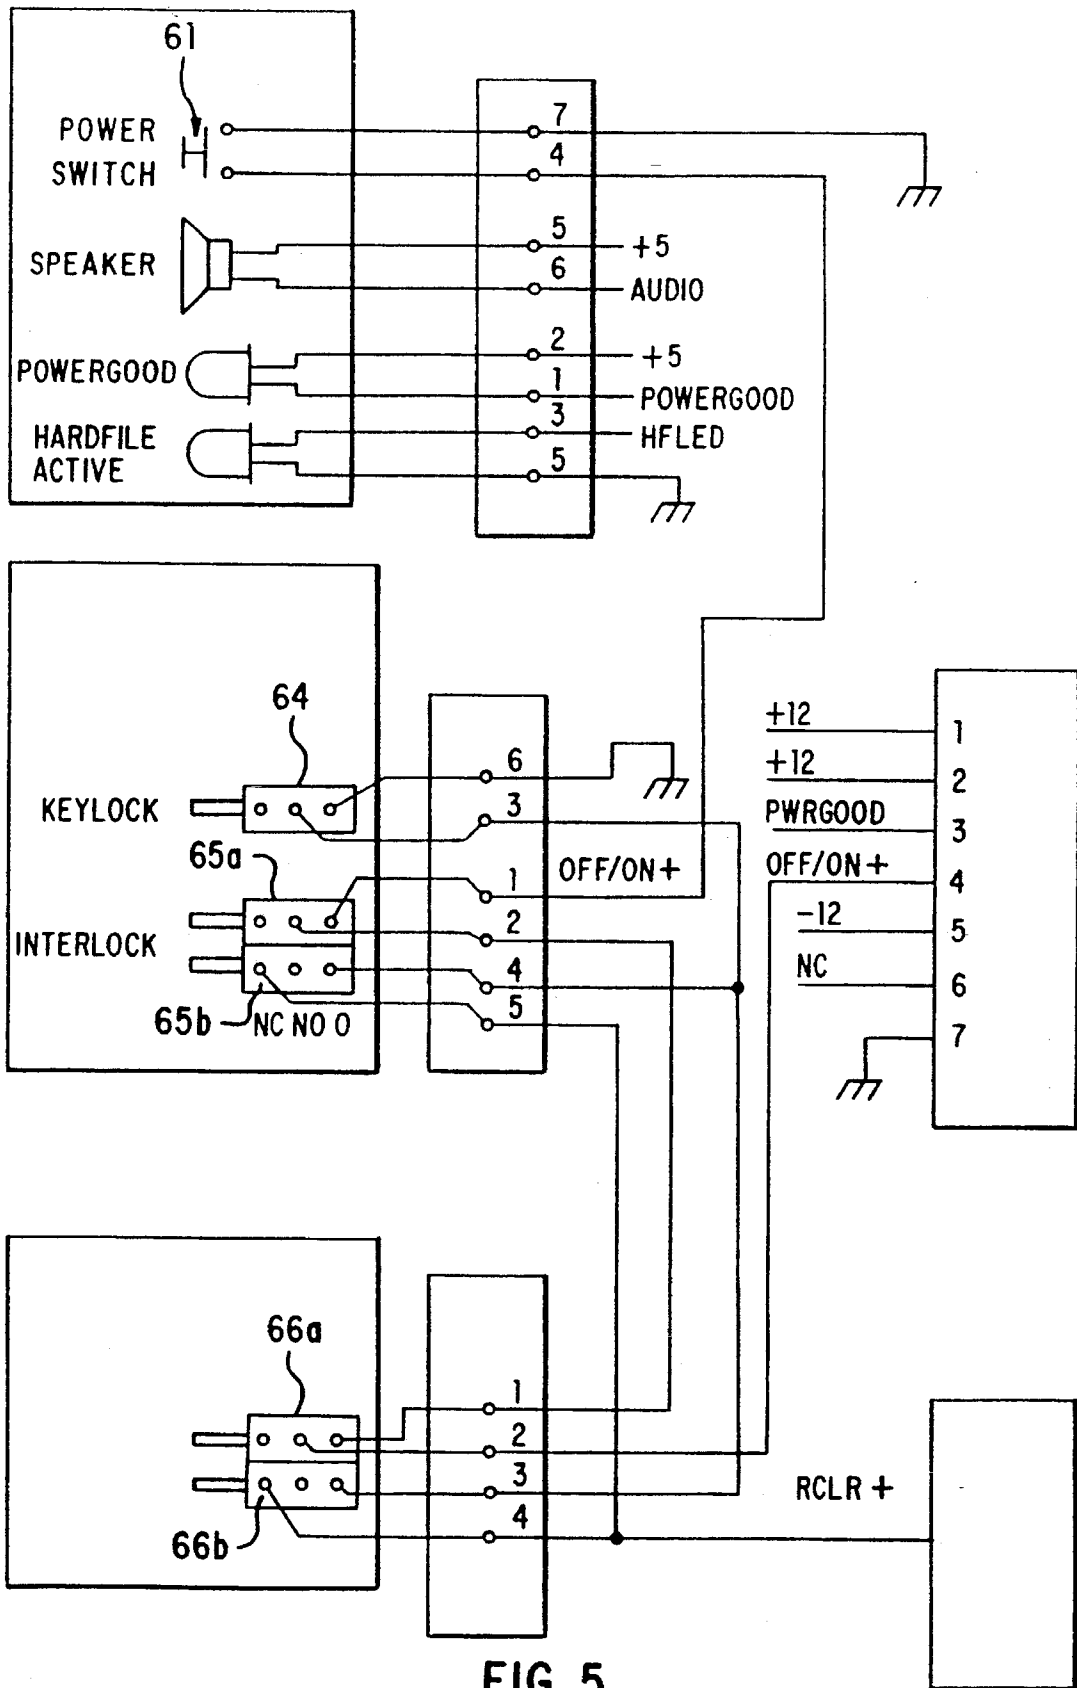 61
POWER
SWITCH
7
4
SPEAKER
5
+5
6
AUDIO
POWERGOOD
2
+5
1
POWERGOOD
HARDFILE
ACTIVE
3
HFLED
5
64
KEYLOCK
6
3
65a
INTERLOCK
1
OFF/ON +
2
4
5
65b
NC NO O
+12
1
+12
2
PWRGOOD
3
OFF/ON +
4
-12
5
NC
6
7
66a
1
2
3
4
66b
RCLR +
FIG. 5